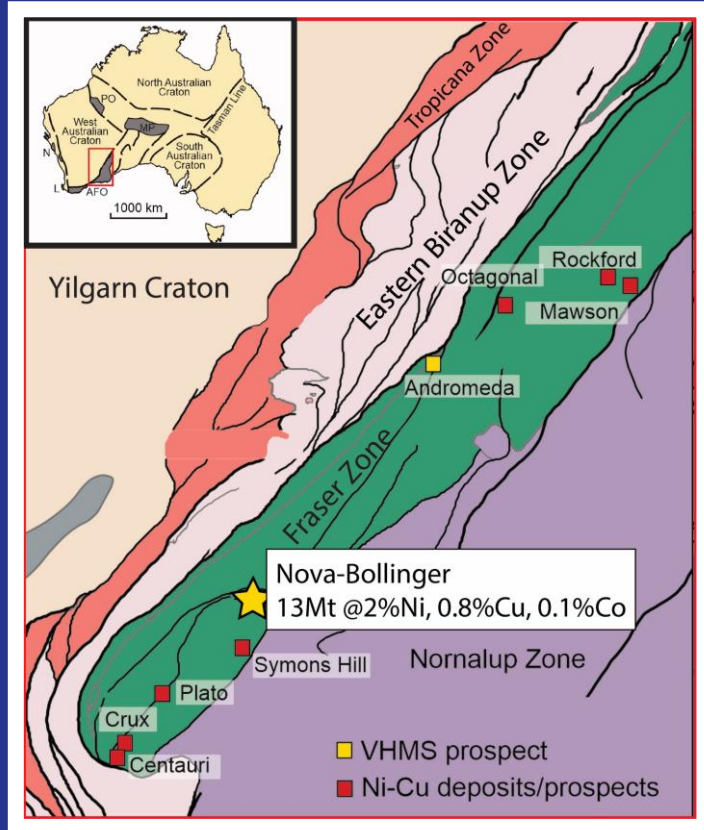 North Australian
Craton
Tasman Line
PO
West
Australian
Craton
MP
South
Australian
Craton
N
L
AFO
1000 km
Tropicana Zone
Eastern Biranup Zone
Yilgarn Craton
Rockford
Octagonal
Mawson
Andromeda
Fraser Zone
Nova-Bollinger
13Mt @2%Ni, 0.8%Cu, 0.1%Co
Symons Hill
Nornalup Zone
Plato
Crux
Centauri
VHMS prospect
Ni-Cu deposits/prospects